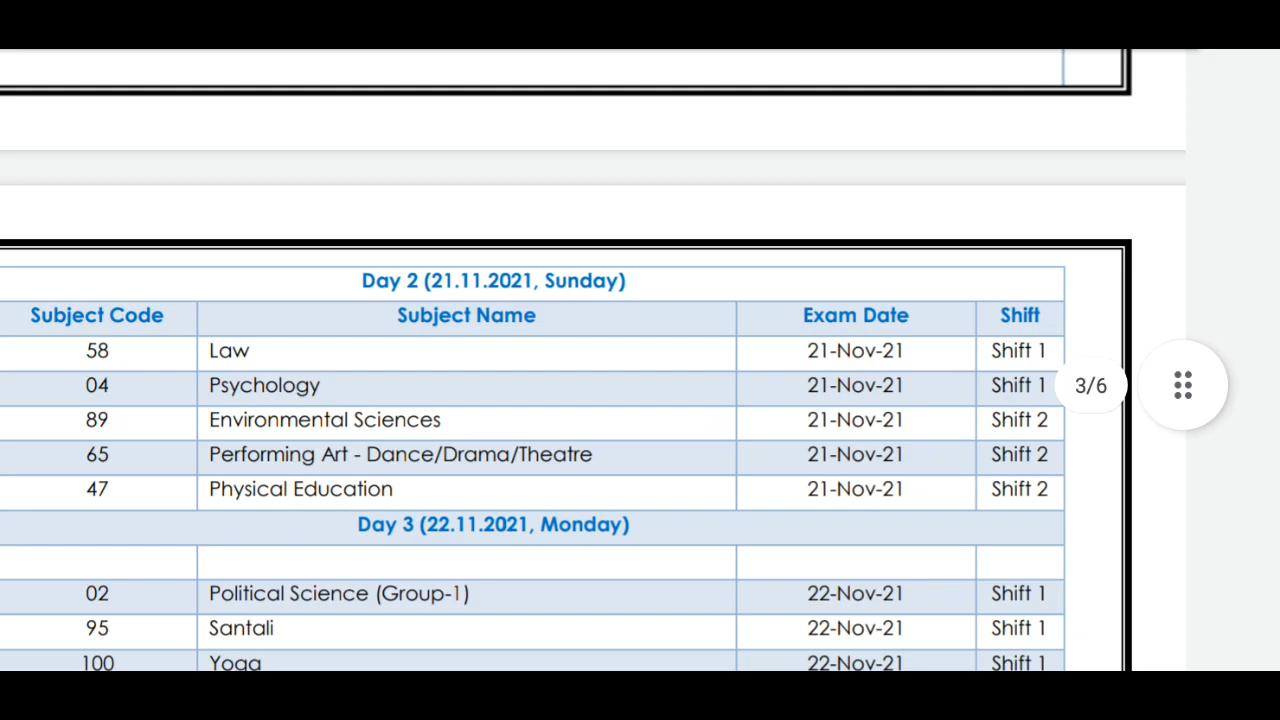 Day 2 (21.11.2021, Sunday)
Subject Code Subject Name Exam Date Shift
58 Law 21-Nov-21 Shift 1
04 Psychology 21-Nov-21 Shift 1
3/6
89 Environmental Sciences 21-Nov-21 Shift 2
65 Performing Art - Dance/Drama/Theatre 21-Nov-21 Shift 2
47 Physical Education 21-Nov-21 Shift 2
Day 3 (22.11.2021, Monday)
02 Political Science (Group-1) 22-Nov-21 Shift 1
95 Santali 22-Nov-21 Shift 1
100 Yoga 22-Nov-21 Shift 1